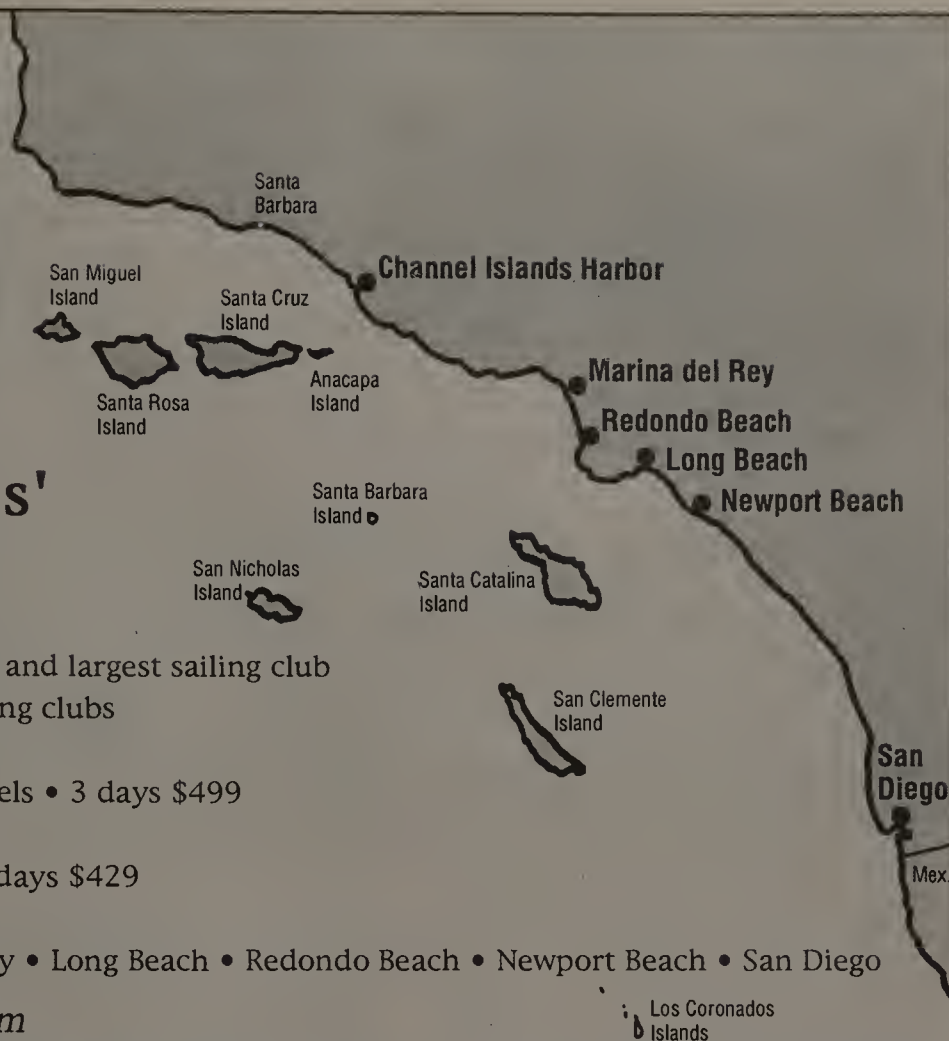 Santa
Barbara
Channel Islands Harbor
San Miguel
Island
Santa Cruz
Island
Anacapa
Island
Santa Rosa
Island
Marina del Rey
Redondo Beach
Long Beach
Newport Beach
s'
Santa Barbara
Island
San Nicholas
Island
Santa Catalina
Island
and largest sailing club
ng clubs
San Clemente
Island
San
Diego
els • 3 days $499
days $429
Mex.
y • Long Beach • Redondo Beach • Newport Beach • San Diego
m
Los Coronados
Islands